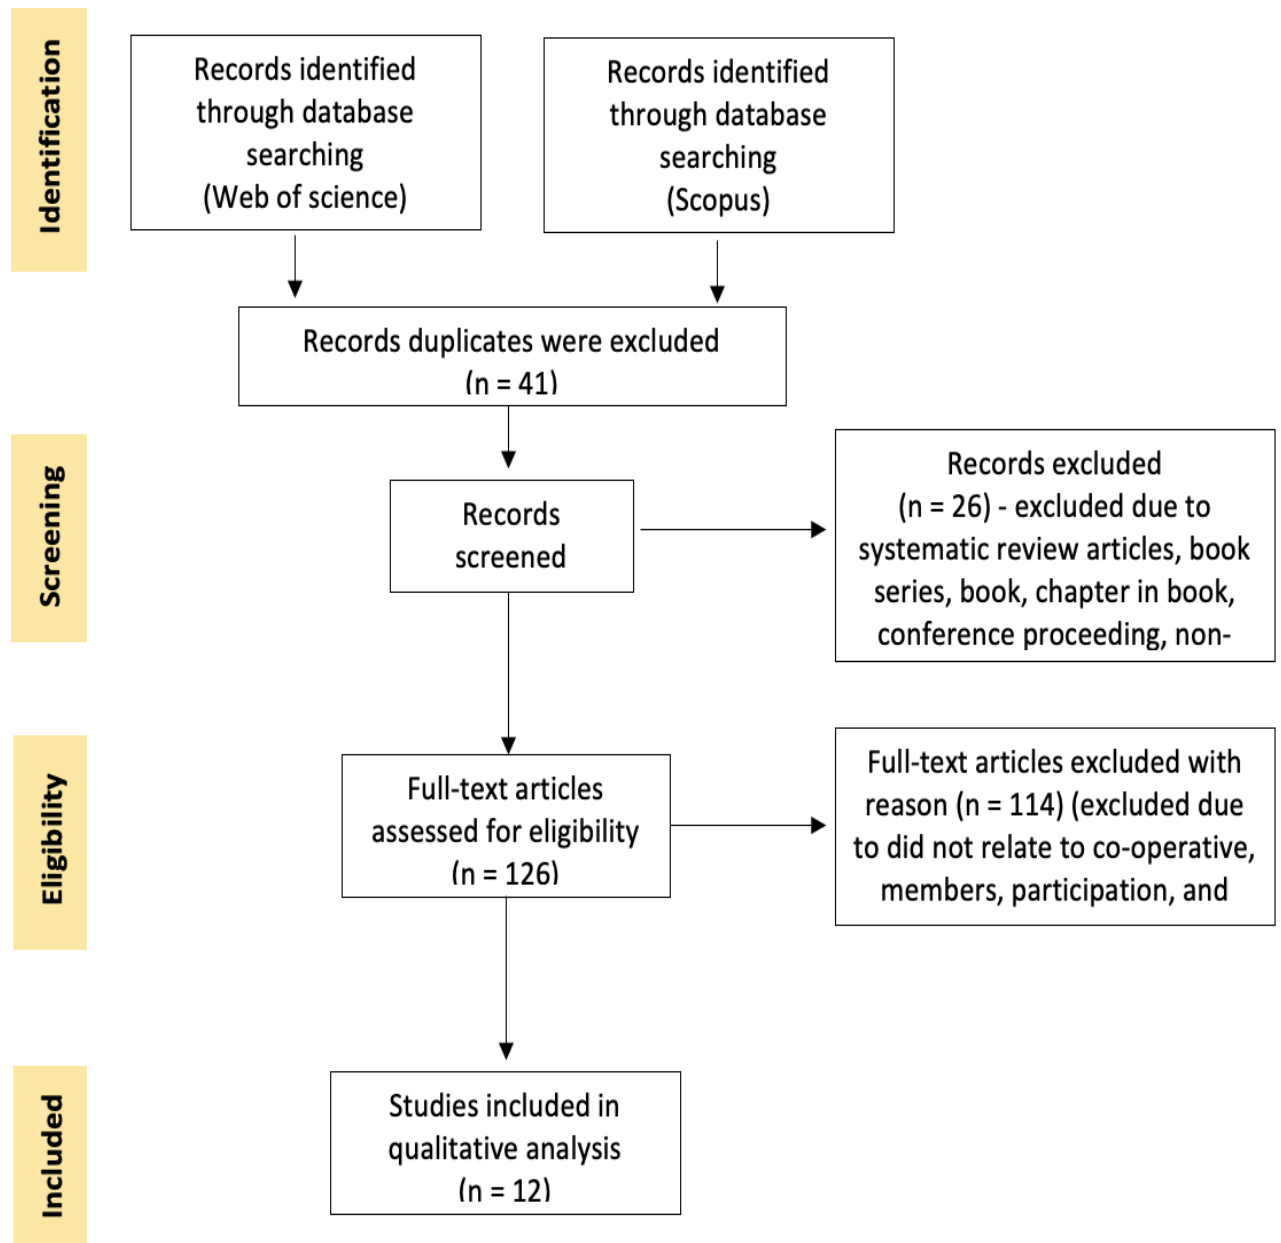 Identification
Records identified
through database
searching
(Web of science)
Records identified
through database
searching
(Scopus)
Records duplicates were excluded
(n = 41)
Screening
Records
screened
Records excluded
(n = 26) - excluded due to
systematic review articles, book
series, book, chapter in book,
conference proceeding, non-
Eligibility
Full-text articles
assessed for eligibility
(n = 126)
Full-text articles excluded with
reason (n = 114) (excluded due
to did not relate to co-operative,
members, participation, and
Included
Studies included in
qualitative analysis
(n = 12)